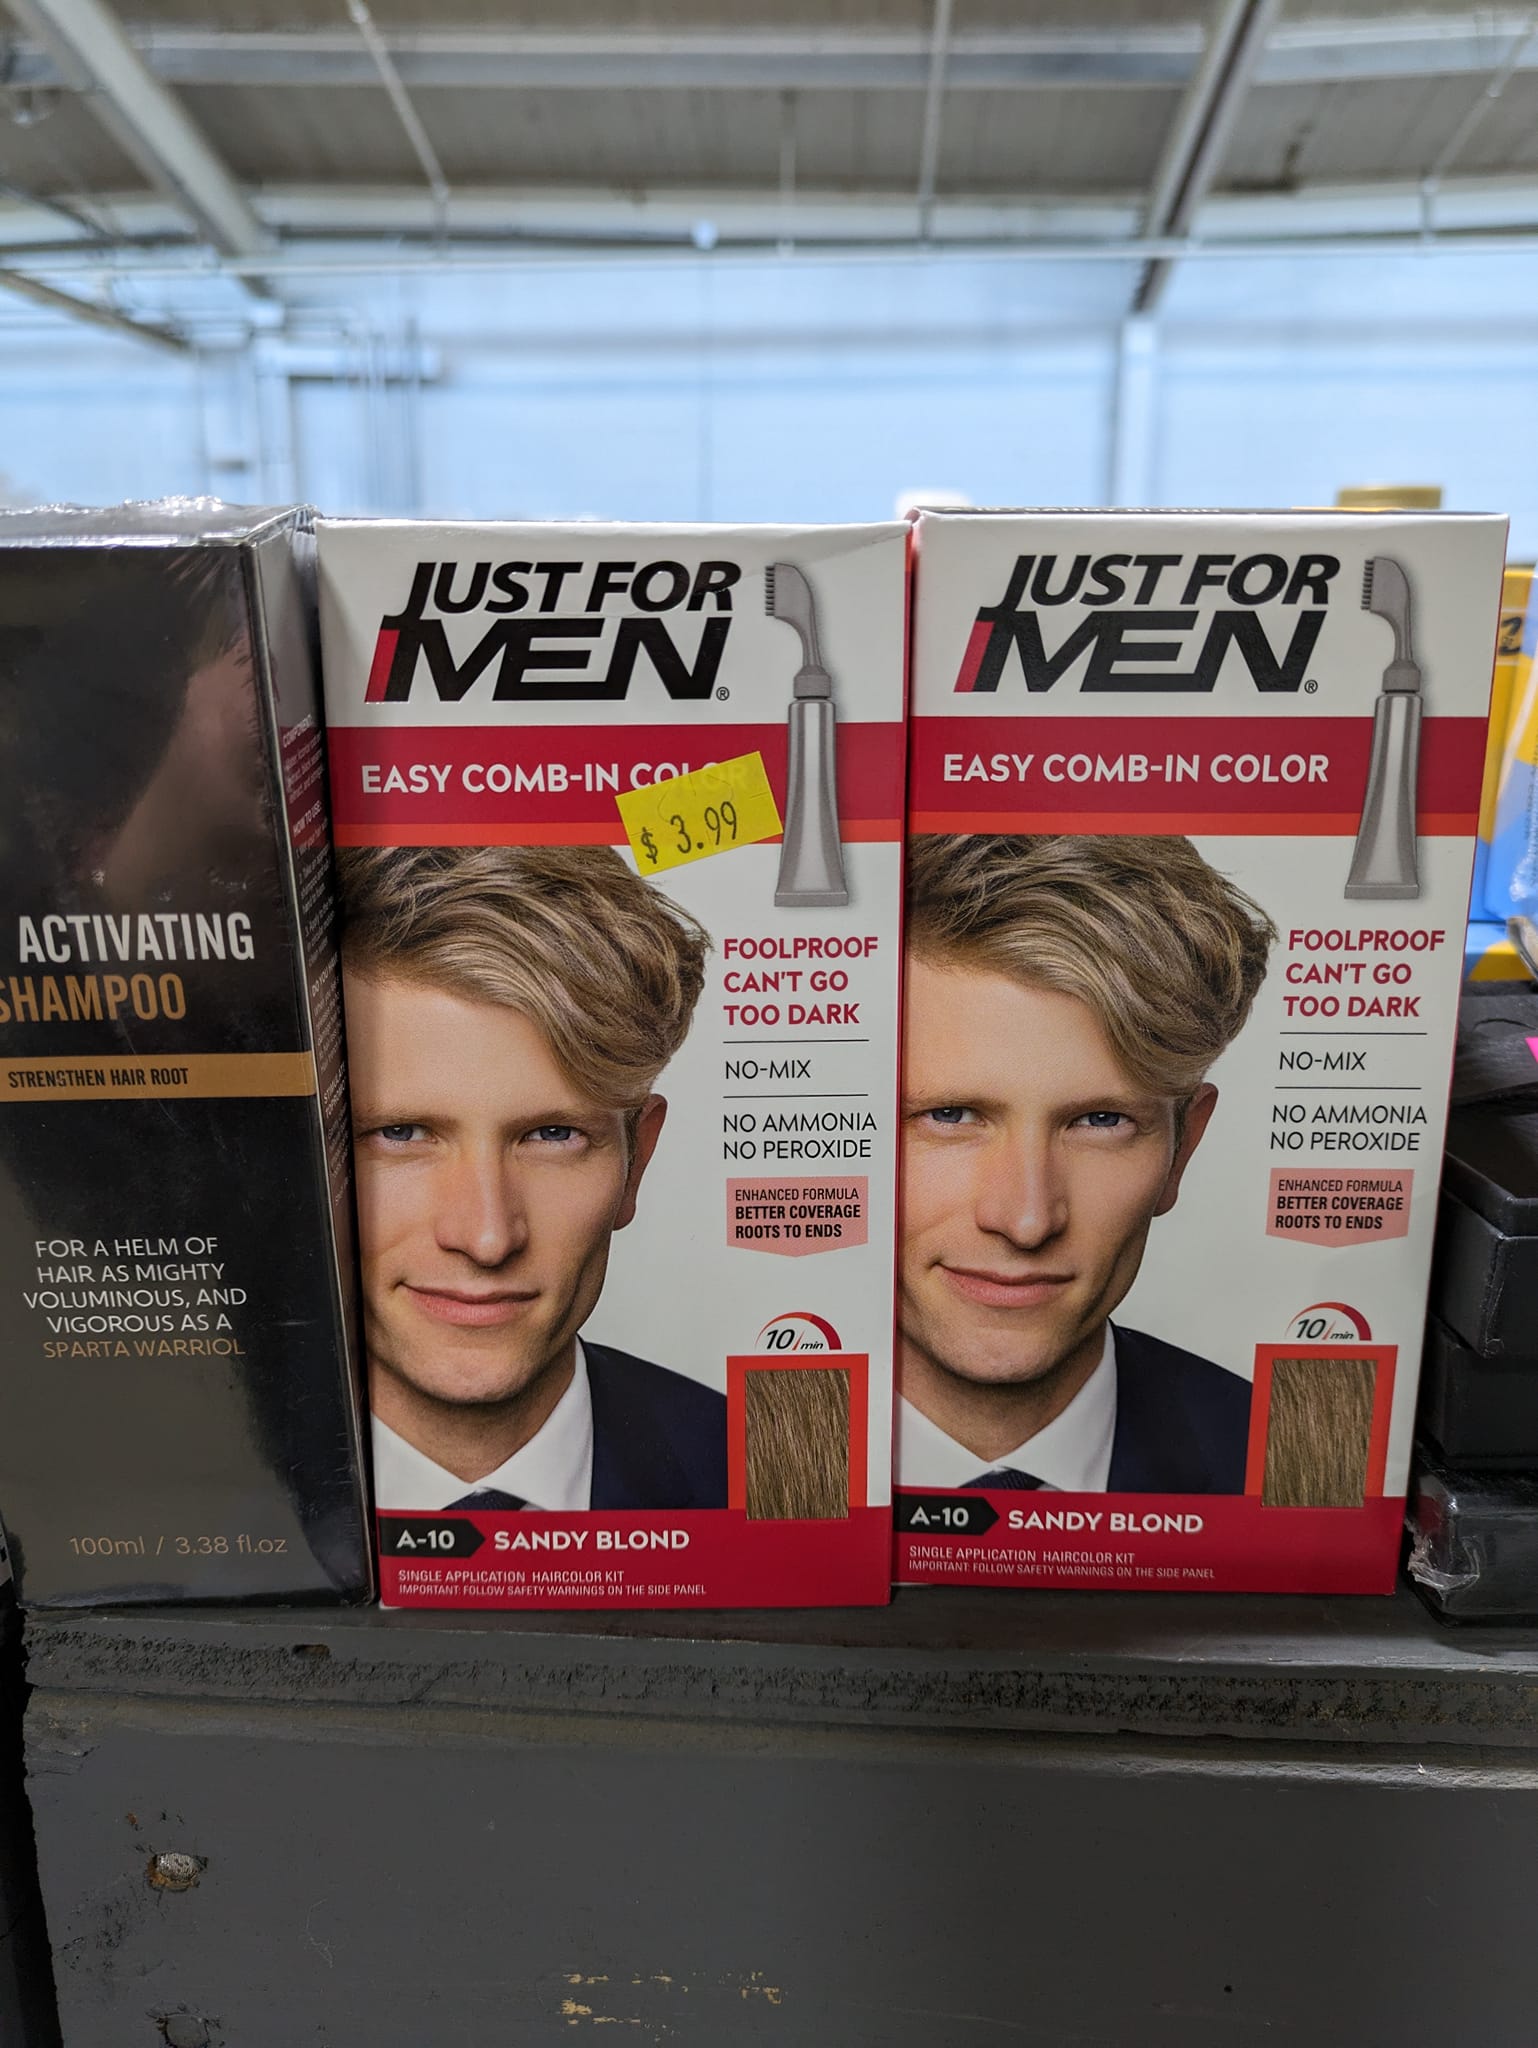 ACTIVATING
SHAMPOO
STRENGTHEN HAIR ROOT
FOR A HELM OF
HAIR AS MIGHTY
VOLUMINOUS, AND
VIGOROUS AS A
SPARTA WARRIOL
100ml / 3.38 fl.oz
COMPONENT:
HOW TO USE:
JUST FOR
MEN®
EASY COMB-IN COLOR
$ 3.99
FOOLPROOF
CAN'T GO
TOO DARK
NO-MIX
NO AMMONIA
NO PEROXIDE
ENHANCED FORMULA
BETTER COVERAGE
ROOTS TO ENDS
10/min
A-10 SANDY BLOND
SINGLE APPLICATION HAIRCOLOR KIT
IMPORTANT: FOLLOW SAFETY WARNINGS ON THE SIDE PANEL
JUST FOR
MEN®
EASY COMB-IN COLOR
FOOLPROOF
CAN'T GO
TOO DARK
NO-MIX
NO AMMONIA
NO PEROXIDE
ENHANCED FORMULA
BETTER COVERAGE
ROOTS TO ENDS
10/min
A-10 SANDY BLOND
SINGLE APPLICATION HAIRCOLOR KIT
IMPORTANT: FOLLOW SAFETY WARNINGS ON THE SIDE PANEL